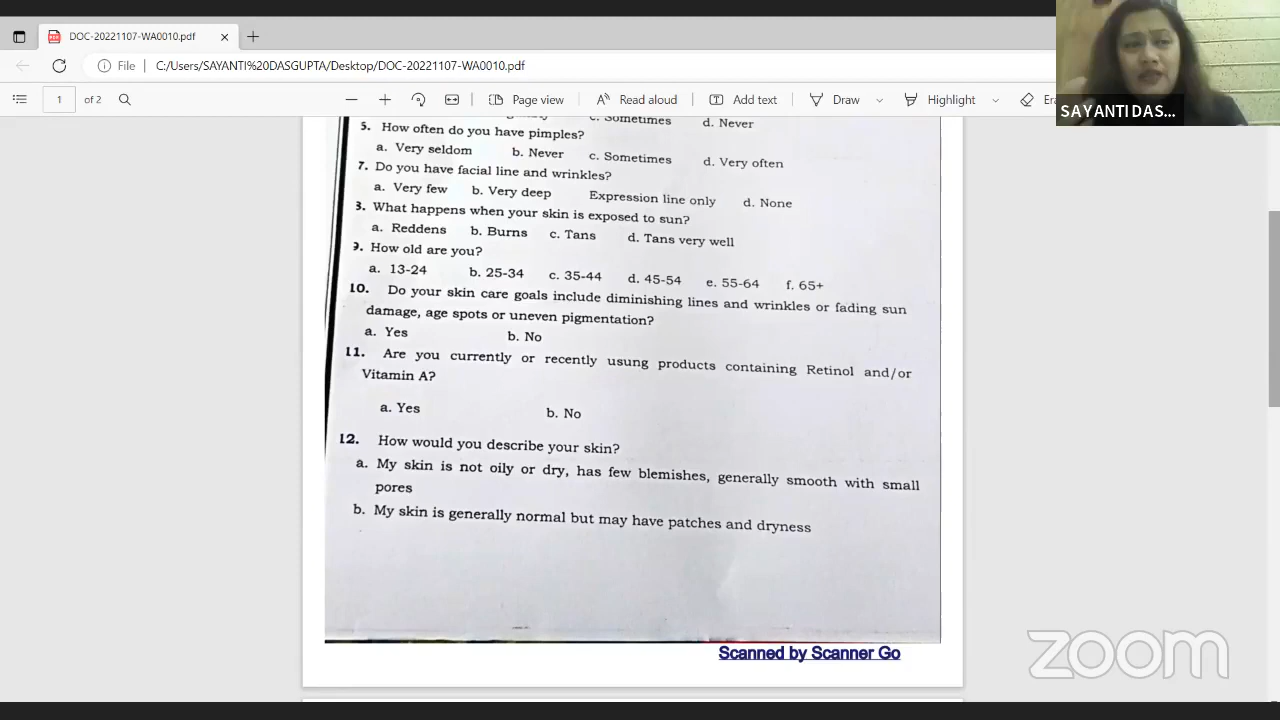 DOC-20221107-WA0010.pdf
File C:/Users/SAYANTI%20DASGUPTA/Desktop/DOC-20221107-WA0010.pdf
1 of 2 Page view Read aloud Add text Draw Highlight Era
SAYANTI DAS...
c. Sometimes d. Never
5. How often do you have pimples?
a. Very seldom b. Never c. Sometimes d. Very often
7. Do you have facial line and wrinkles?
a. Very few b. Very deep Expression line only d. None
3. What happens when your skin is exposed to sun?
a. Reddens b. Burns c. Tans d. Tans very well
9. How old are you?
a. 13-24 b. 25-34 c. 35-44 d. 45-54 e. 55-64 f. 65+
10. Do your skin care goals include diminishing lines and wrinkles or fading sun
damage, age spots or uneven pigmentation?
a. Yes b. No
11. Are you currently or recently usung products containing Retinol and/or
Vitamin A?
a. Yes b. No
12. How would you describe your skin?
a. My skin is not oily or dry, has few blemishes, generally smooth with small
pores
b. My skin is generally normal but may have patches and dryness
Scanned by Scanner Go
zoom